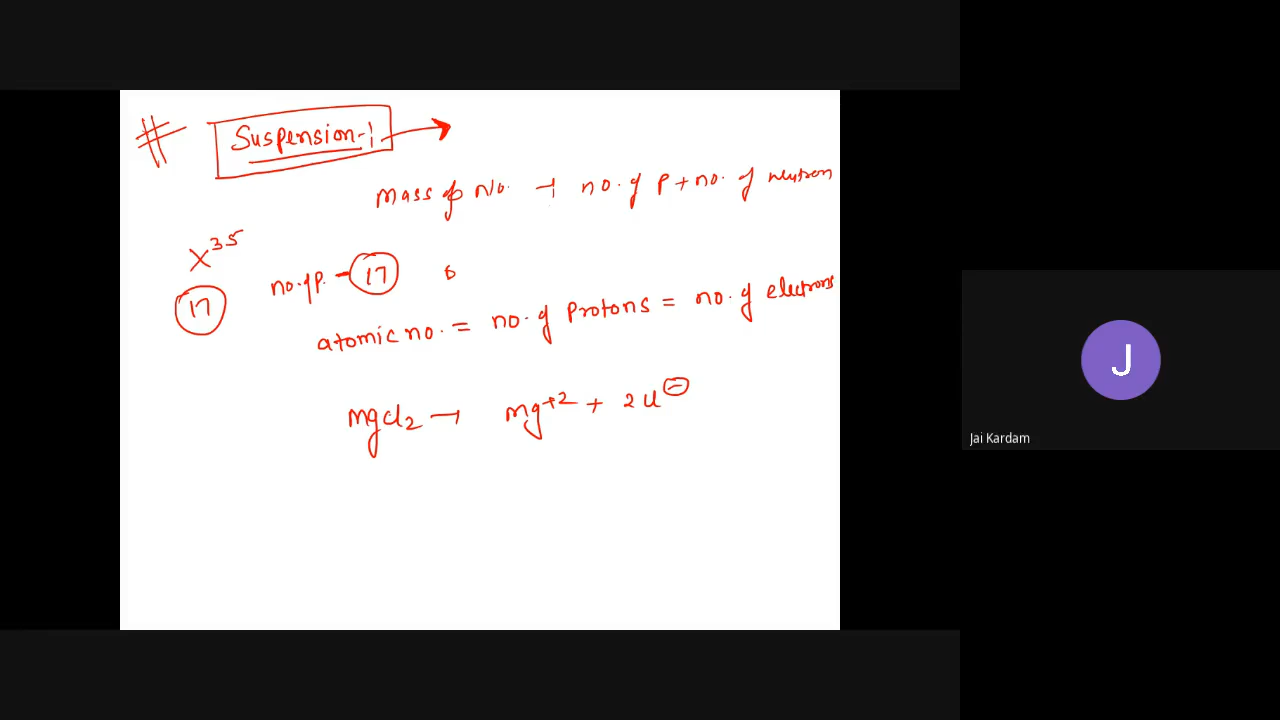 # Suspension-1 →
Mass of No. → no. of P + no. of neutron
X³⁵
17
no. of P. - 17
atomic no. = no. of Protons = no. of electrons
mgcl₂ → mg⁺² + 2cl⊖
J
Jai Kardam